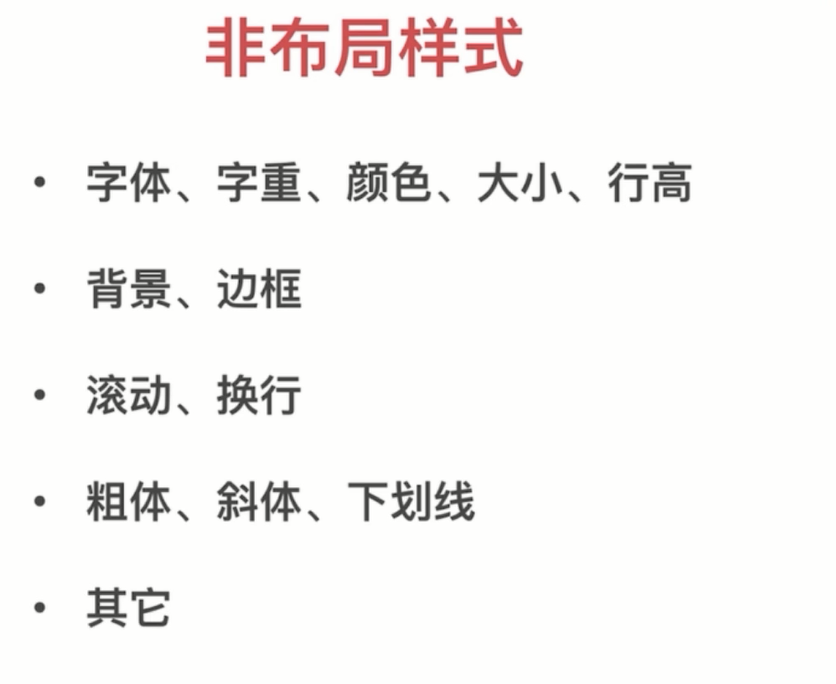 非布局样式
• 字体、字重、颜色、大小、行高
• 背景、边框
• 滚动、换行
• 粗体、斜体、下划线
• 其它